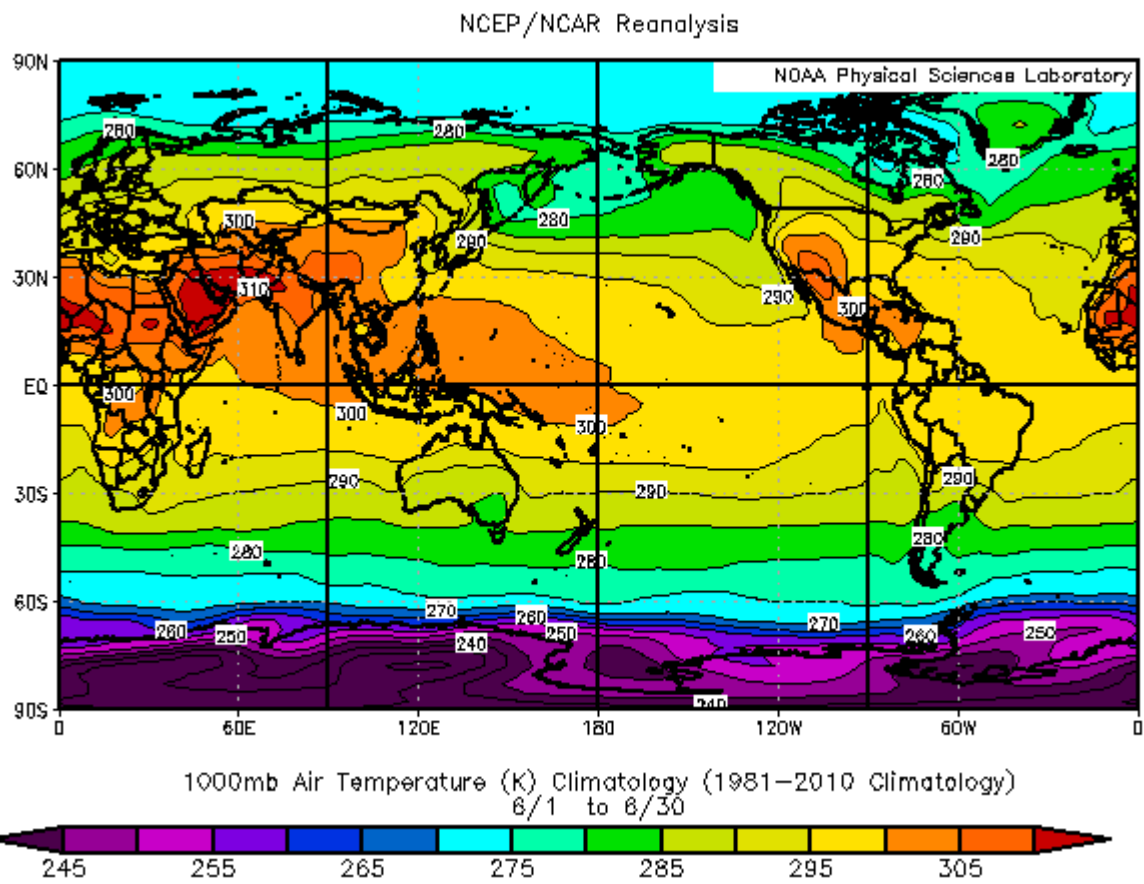 NCEP/NCAR Reanalysis
90N
NOAA Physical Sciences Laboratory
280 280 280 280
60N
300 280 290 290
30N 310 290 300
EQ 300 300 300
30S 290 290 290
280 280 280
60S 270 260 270
260 250 240 250 260 250
90S 240
0 60E 120E 180 120W 60W 0
1000mb Air Temperature (K) Climatology (1981-2010 Climatology)
6/1 to 6/30
245 255 265 275 285 295 305